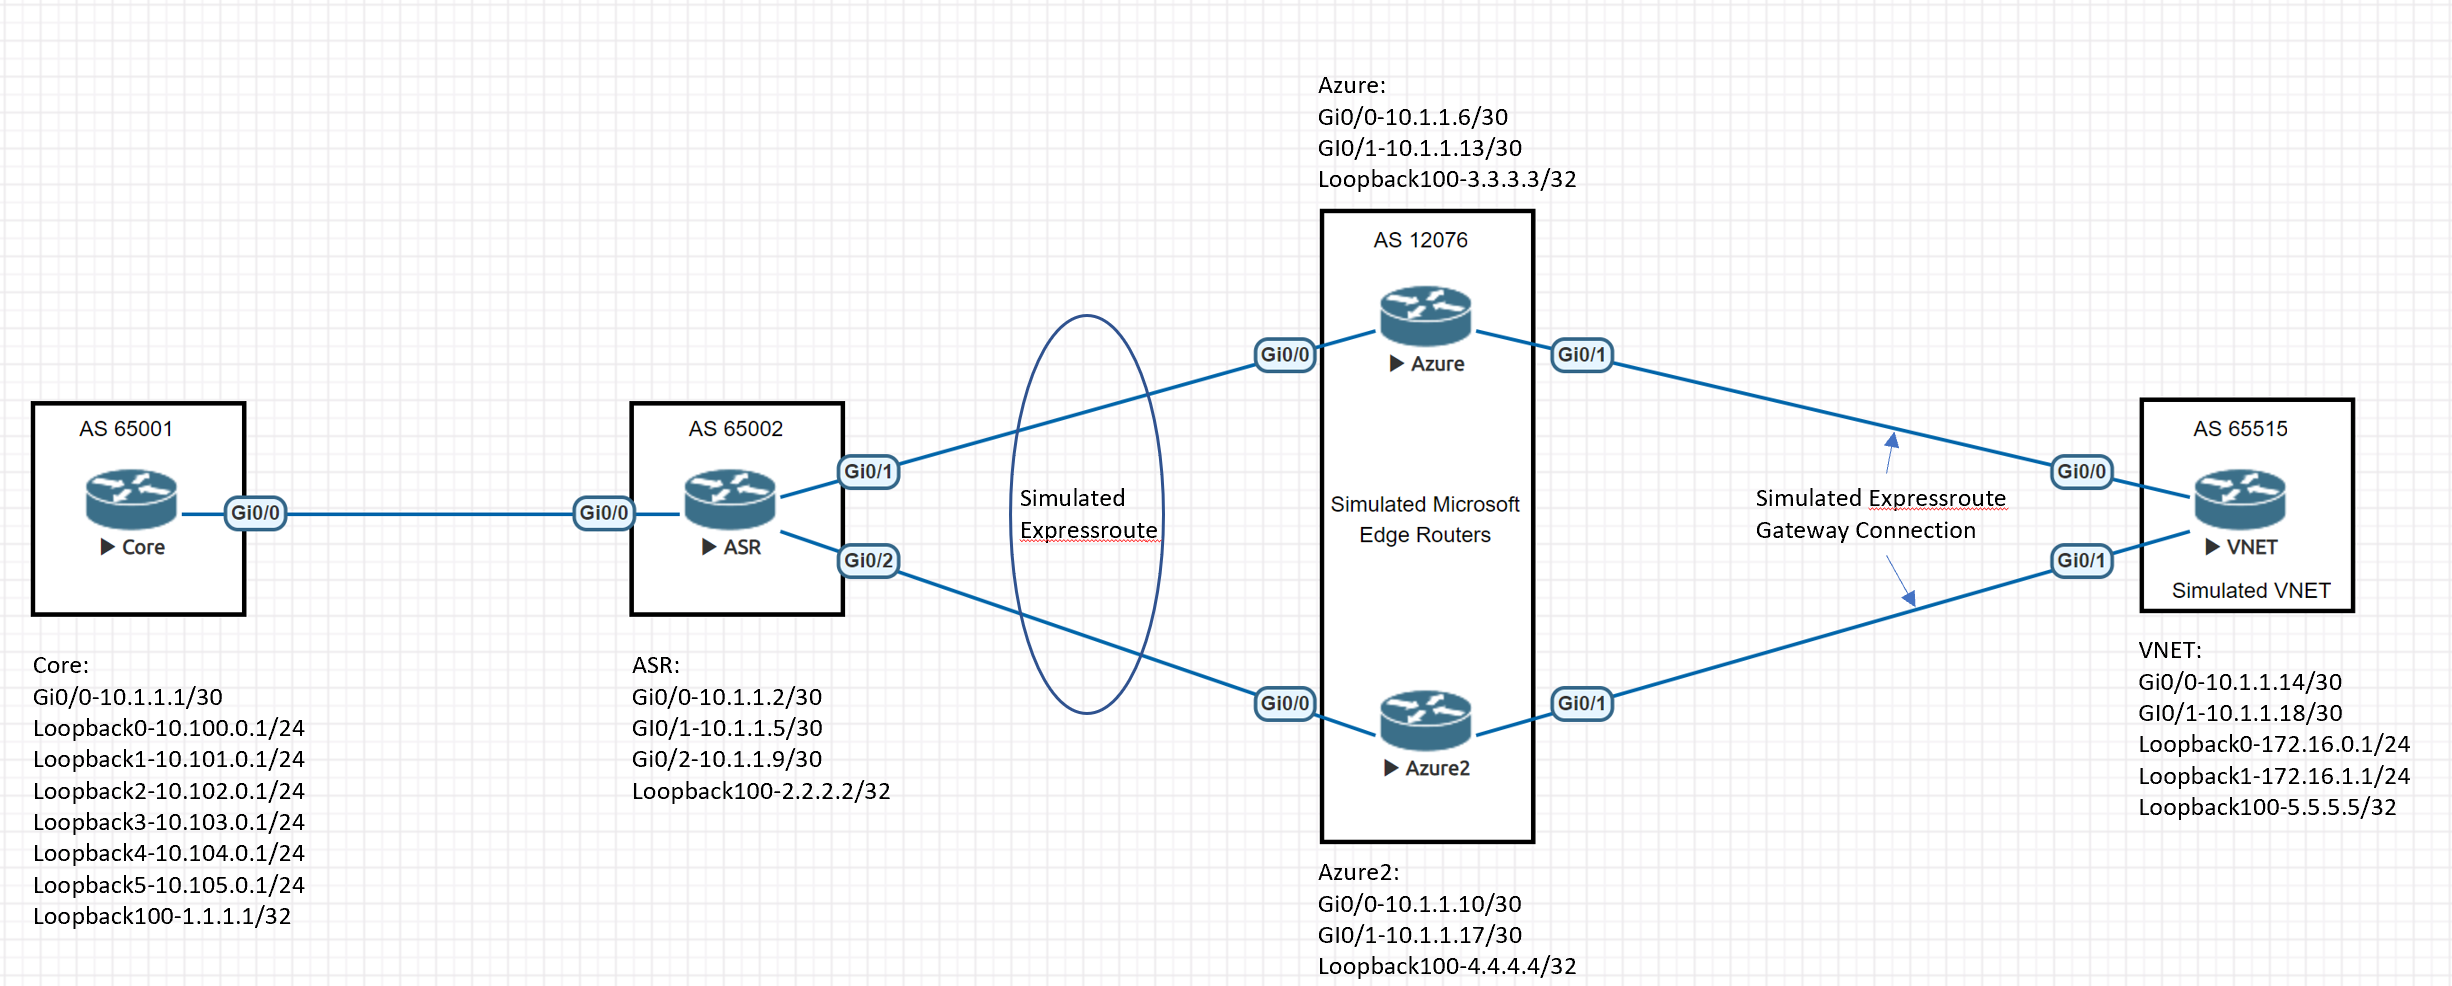 Azure:
Gi0/0-10.1.1.6/30
GI0/1-10.1.1.13/30
Loopback100-3.3.3.3/32
AS 12076
Azure
Gi0/0
Gi0/1
Simulated Microsoft
Edge Routers
Gi0/0
Gi0/1
Azure2
Azure2:
Gi0/0-10.1.1.10/30
GI0/1-10.1.1.17/30
Loopback100-4.4.4.4/32
AS 65001
Core
Gi0/0
Core:
Gi0/0-10.1.1.1/30
Loopback0-10.100.0.1/24
Loopback1-10.101.0.1/24
Loopback2-10.102.0.1/24
Loopback3-10.103.0.1/24
Loopback4-10.104.0.1/24
Loopback5-10.105.0.1/24
Loopback100-1.1.1.1/32
AS 65002
Gi0/0
Gi0/1
ASR
Gi0/2
ASR:
Gi0/0-10.1.1.2/30
GI0/1-10.1.1.5/30
Gi0/2-10.1.1.9/30
Loopback100-2.2.2.2/32
Simulated
Expressroute
Simulated Expressroute
Gateway Connection
AS 65515
Gi0/0
VNET
Gi0/1
Simulated VNET
VNET:
Gi0/0-10.1.1.14/30
GI0/1-10.1.1.18/30
Loopback0-172.16.0.1/24
Loopback1-172.16.1.1/24
Loopback100-5.5.5.5/32